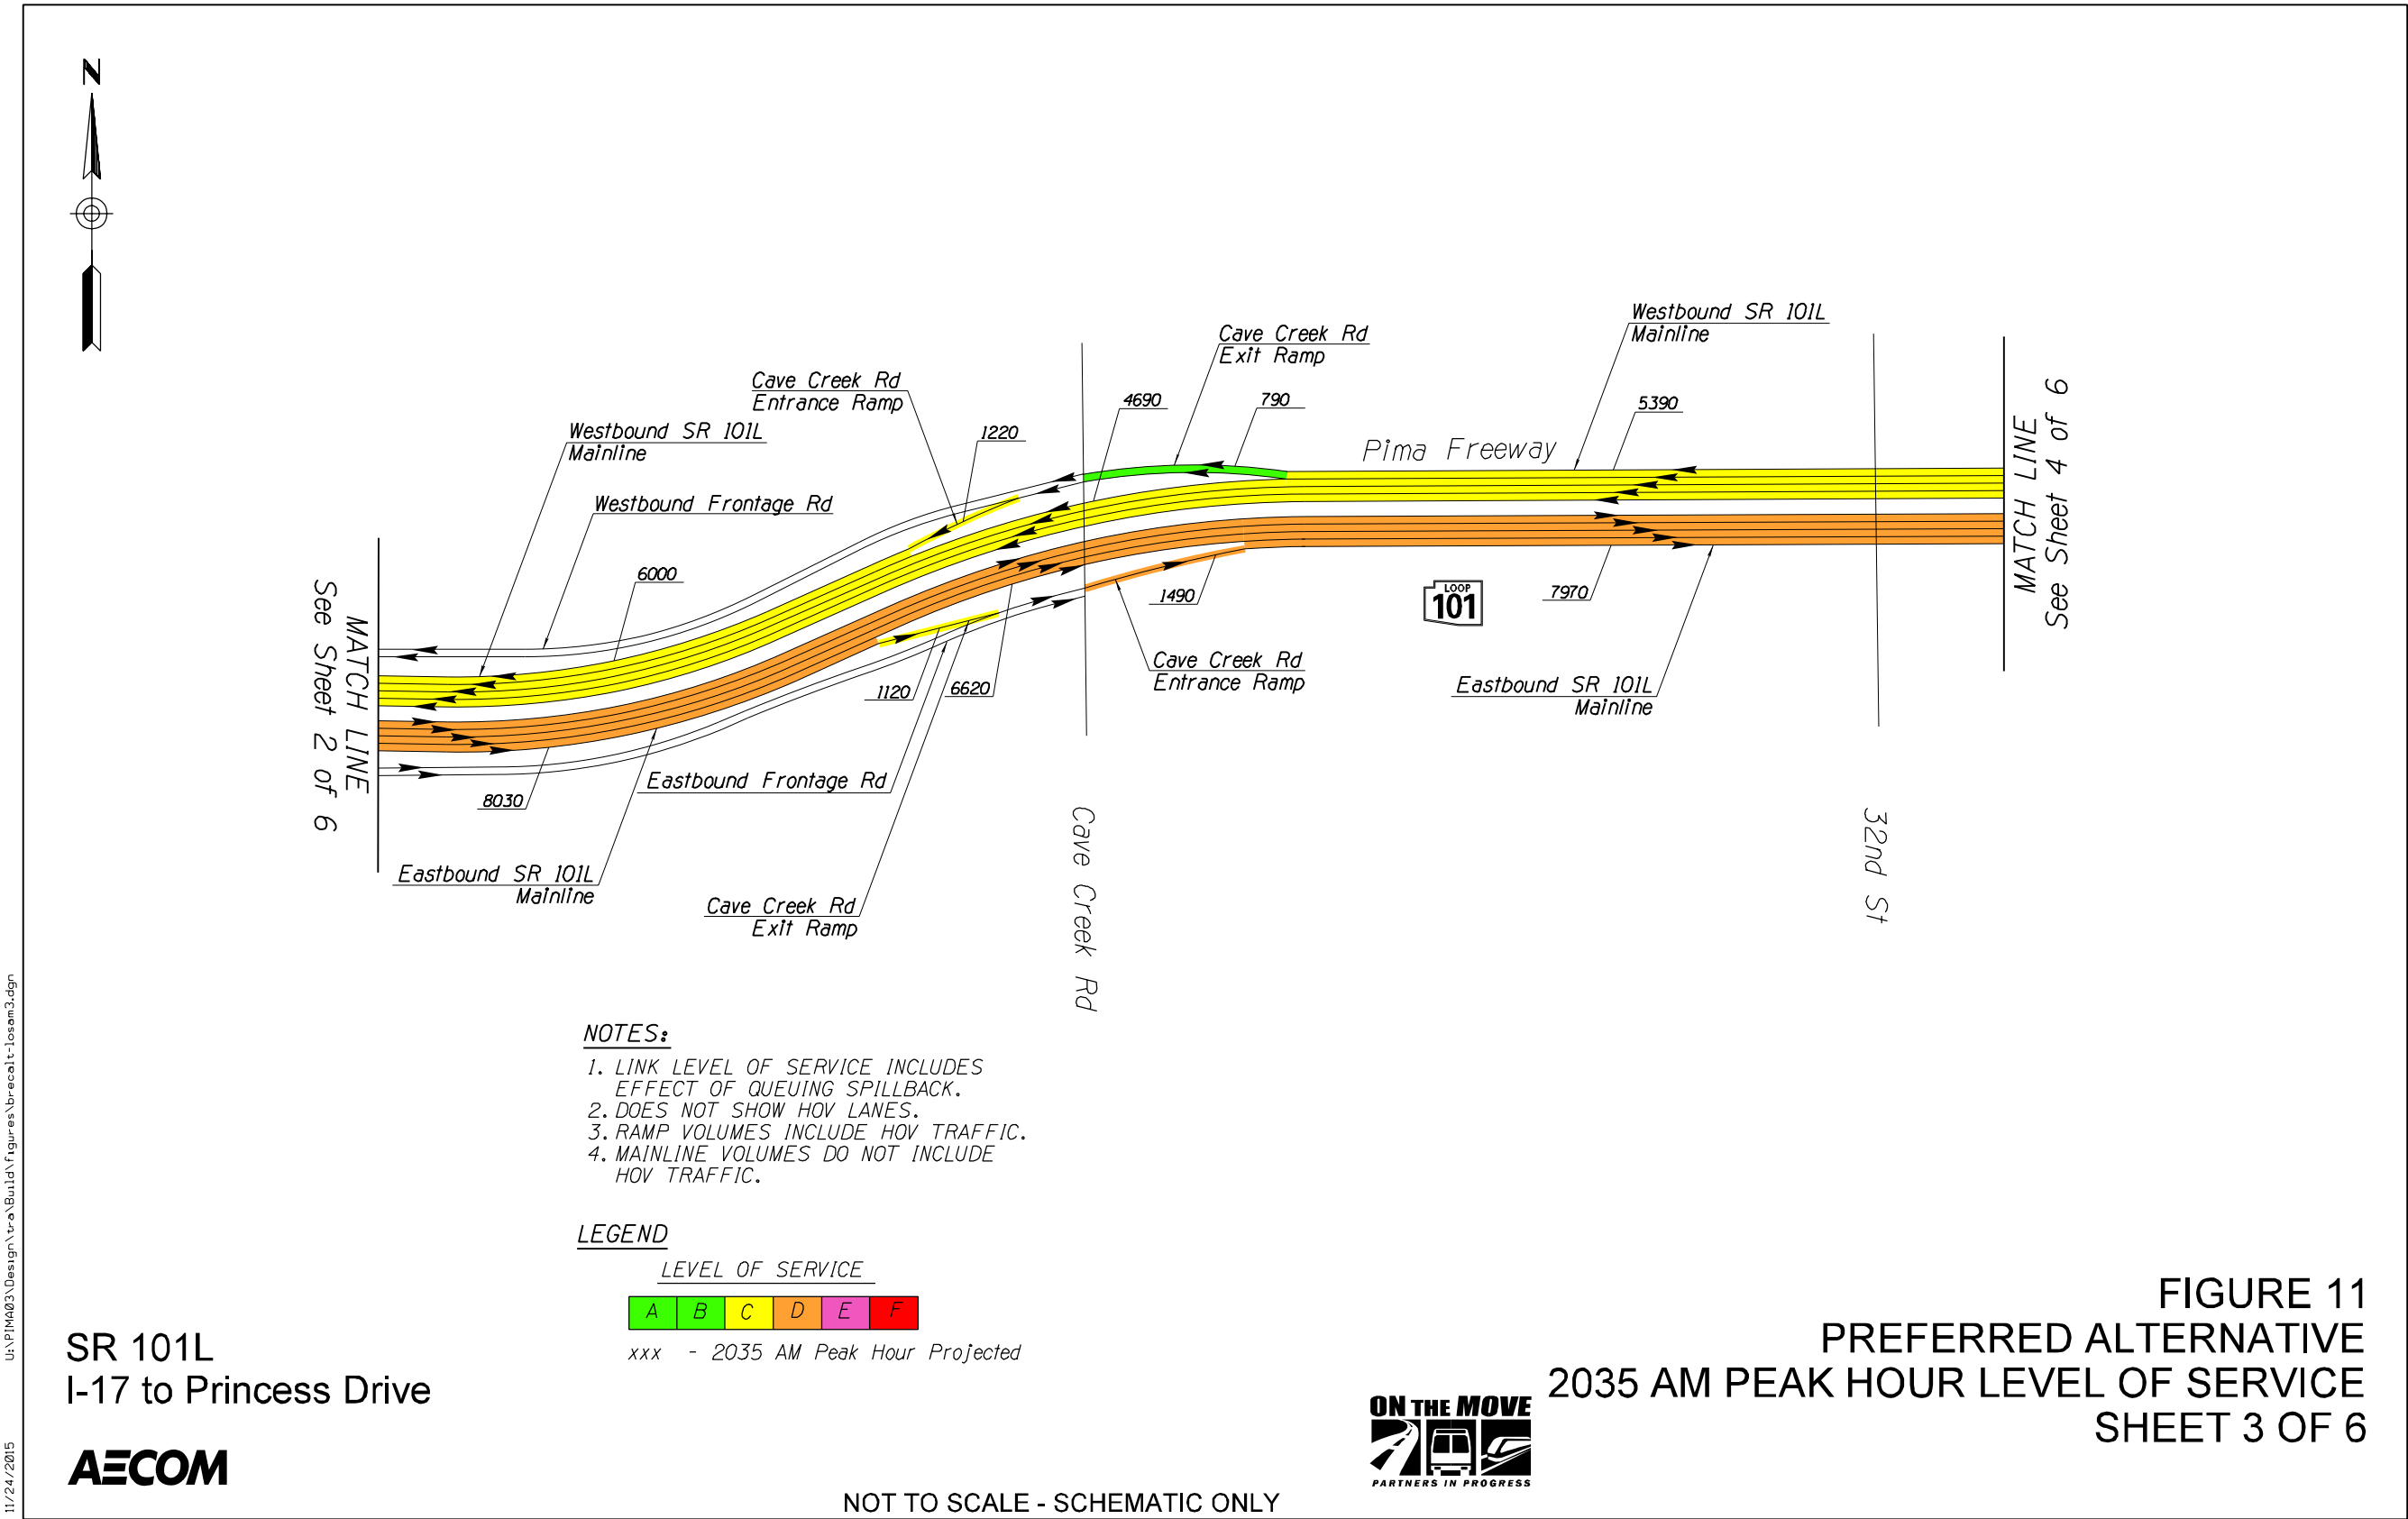 N
Cave Creek Rd
Entrance Ramp
Westbound SR 101L
Mainline
Westbound Frontage Rd
6000
1220
4690
Cave Creek Rd
Exit Ramp
790
Pima Freeway
Westbound SR 101L
Mainline
5390
MATCH LINE
See Sheet 4 of 6
MATCH LINE
See Sheet 2 of 6
8030
Eastbound SR 101L
Mainline
Eastbound Frontage Rd
Cave Creek Rd
Exit Ramp
1120
6620
1490
Cave Creek Rd
Entrance Ramp
LOOP
101
7970
Eastbound SR 101L
Mainline
Cave Creek Rd
32nd St
NOTES:
1. LINK LEVEL OF SERVICE INCLUDES
EFFECT OF QUEUING SPILLBACK.
2. DOES NOT SHOW HOV LANES.
3. RAMP VOLUMES INCLUDE HOV TRAFFIC.
4. MAINLINE VOLUMES DO NOT INCLUDE
HOV TRAFFIC.
LEGEND
LEVEL OF SERVICE
A B C D E F
xxx - 2035 AM Peak Hour Projected
SR 101L
I-17 to Princess Drive
AECOM
ON THE MOVE
PARTNERS IN PROGRESS
FIGURE 11
PREFERRED ALTERNATIVE
2035 AM PEAK HOUR LEVEL OF SERVICE
SHEET 3 OF 6
NOT TO SCALE - SCHEMATIC ONLY
U:\PIMA03\Design\tra\Build\figures\brecalt-losam3.dgn
11/24/2015